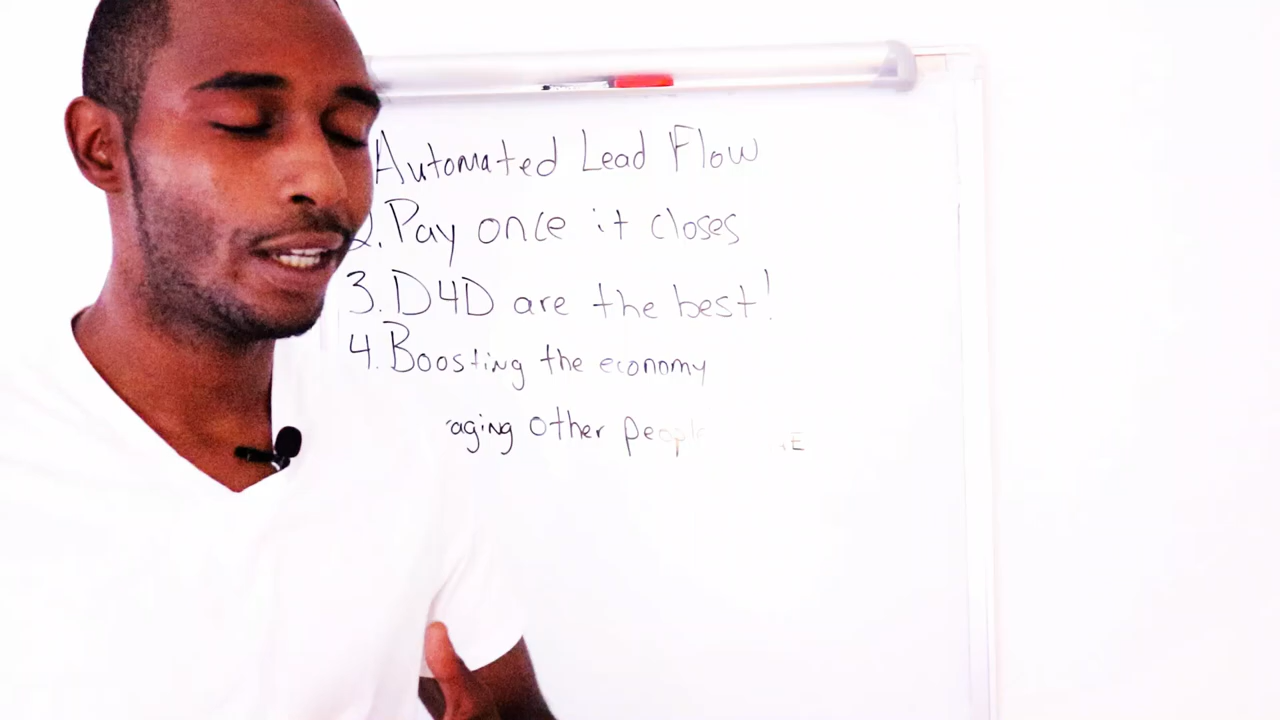 Automated Lead Flow
2. Pay once it closes
3. D4D are the best!
4. Boosting the economy
aging other people